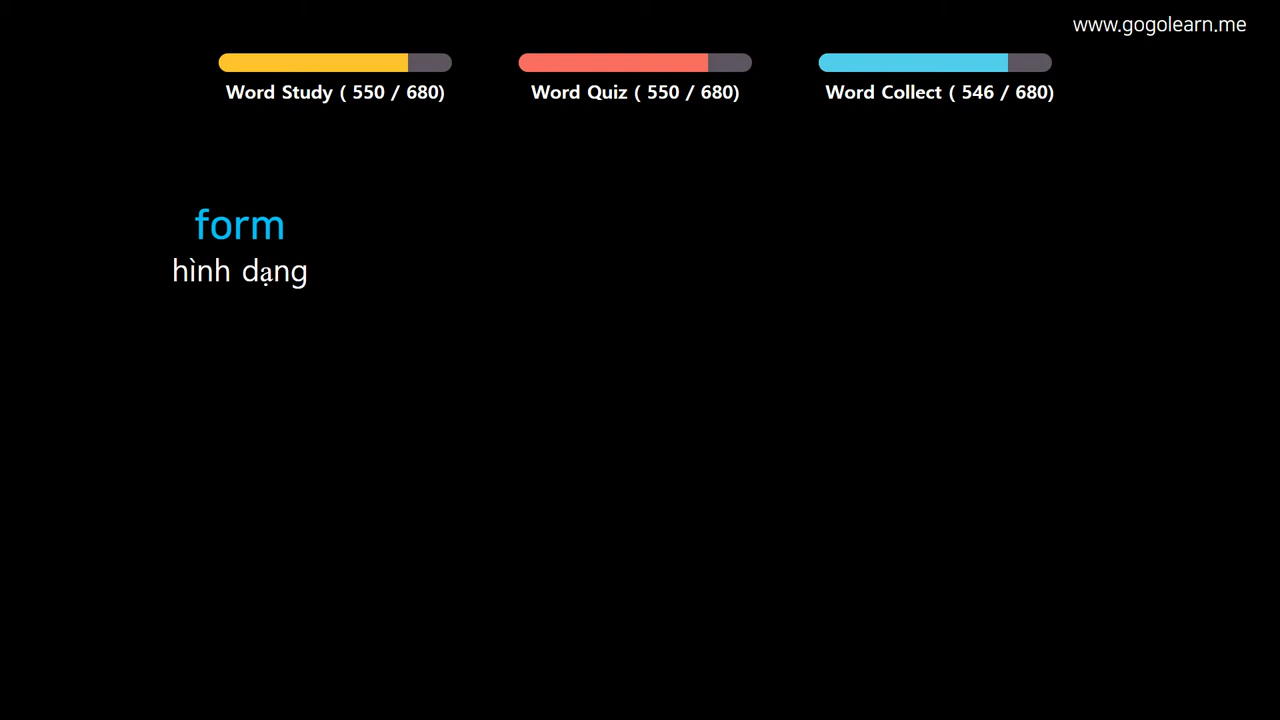 www.gogolearn.me
Word Study ( 550 / 680)
Word Quiz ( 550 / 680)
Word Collect ( 546 / 680)
form
hình dạng